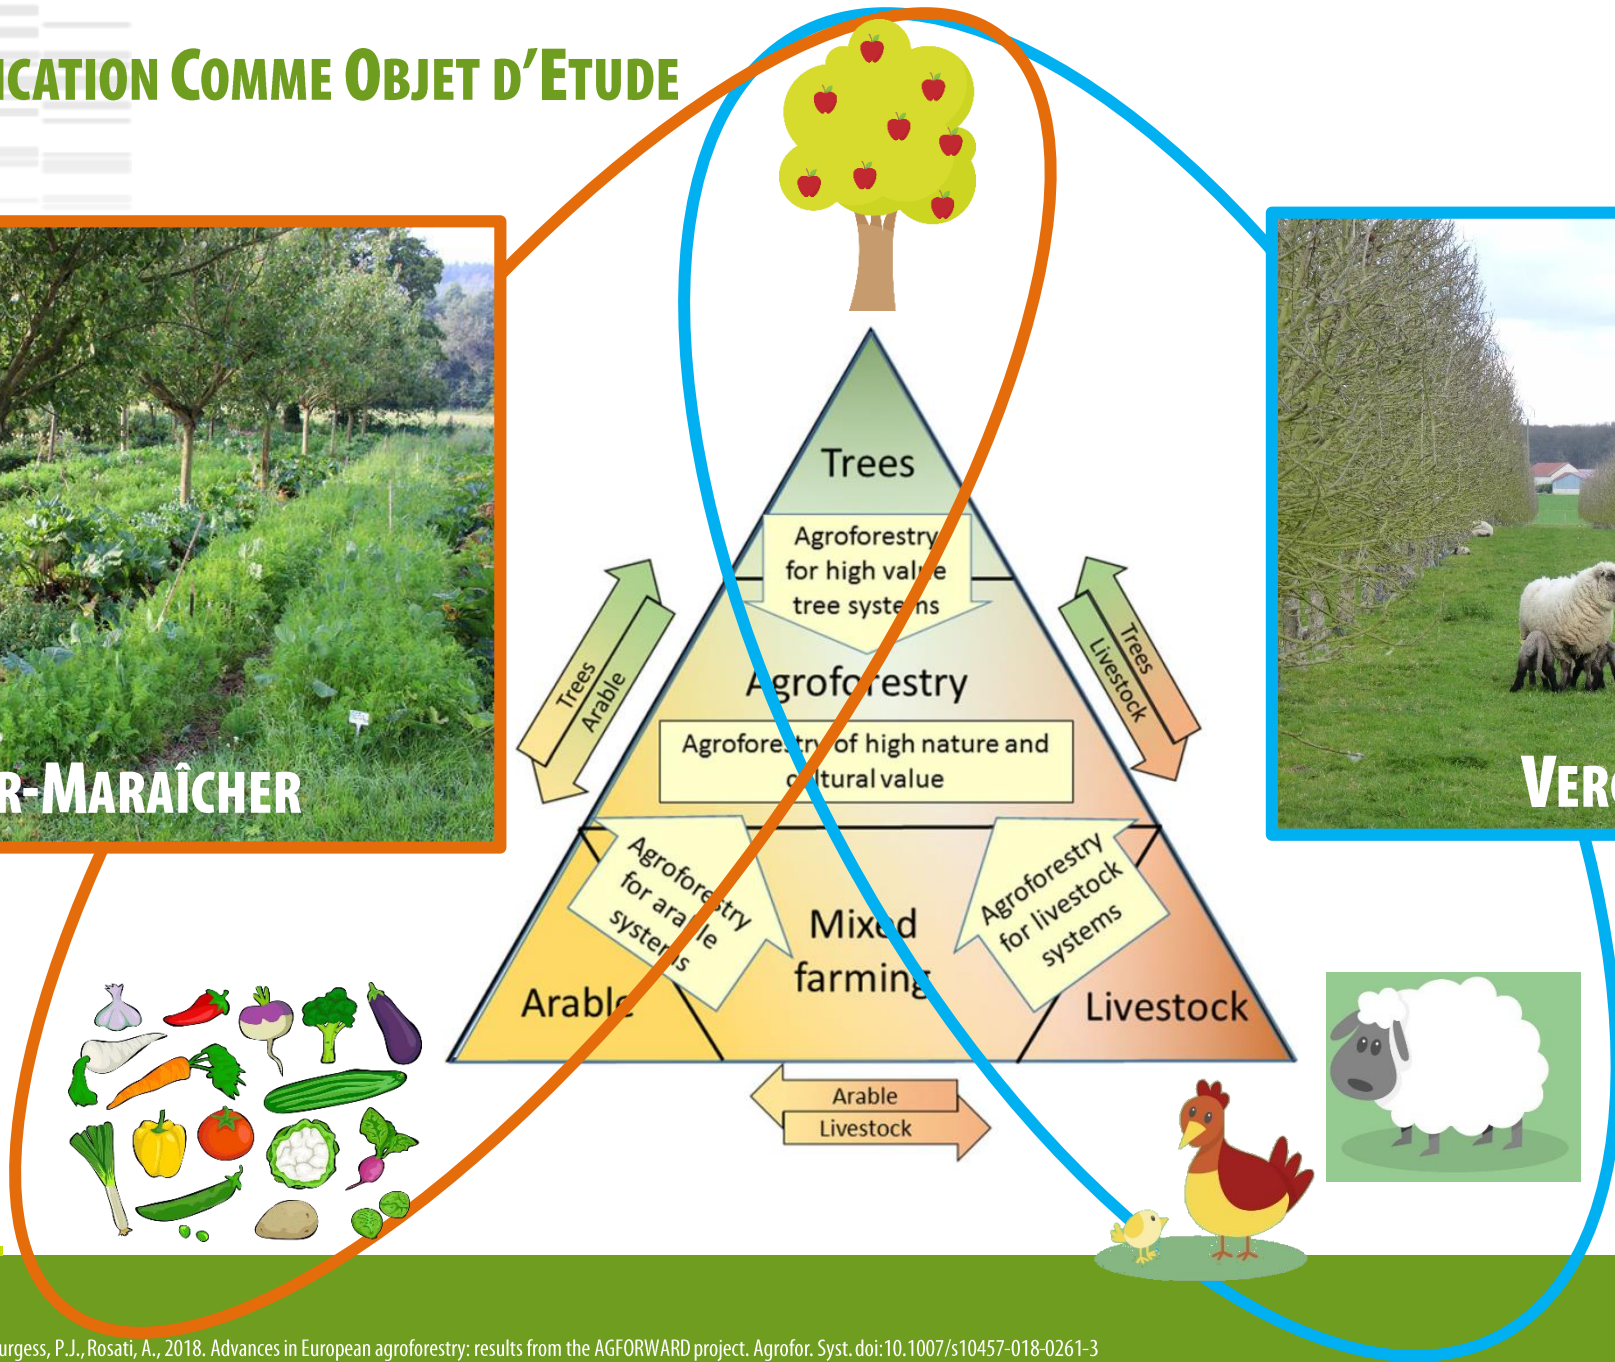 ICATION COMME OBJET D'ETUDE
Trees
Agroforestry
for high value
tree systems
Trees
Arable
Trees
Livestock
Agroforestry
Agroforestry of high nature and
cultural value
R-MARAÎCHER
VER
Agroforestry
for arable
systems
Mixed
farming
Agroforestry
for livestock
systems
Arable
Livestock
Arable
Livestock
urgess, P.J., Rosati, A., 2018. Advances in European agroforestry: results from the AGFORWARD project. Agrofor. Syst. doi:10.1007/s10457-018-0261-3